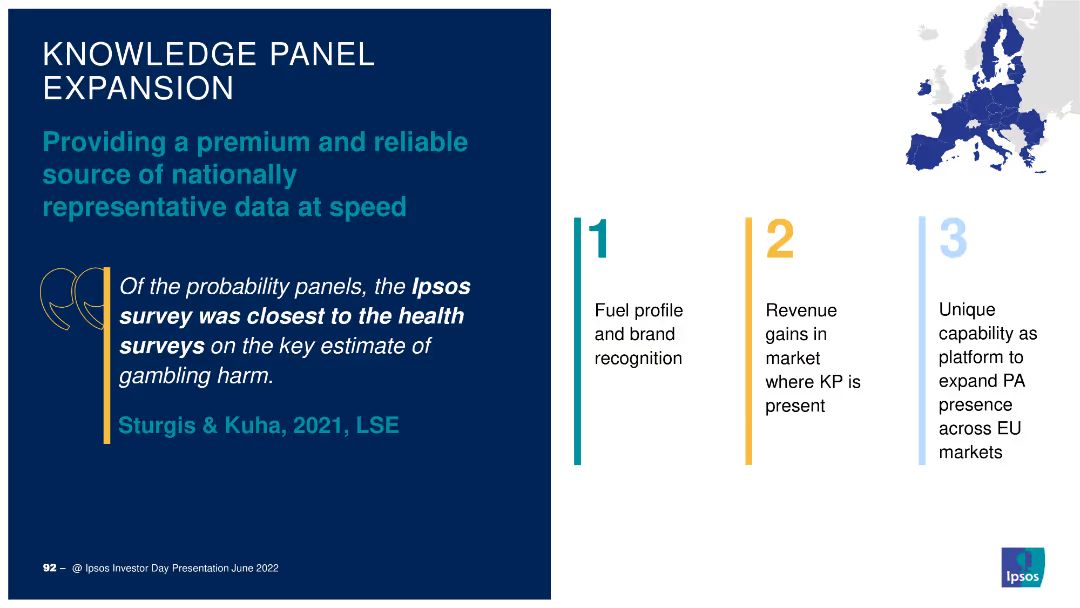 KNOWLEDGE PANEL
EXPANSION
Providing a premium and reliable
source of nationally
representative data at speed
Of the probability panels, the Ipsos
survey was closest to the health
surveys on the key estimate of
gambling harm.
Sturgis & Kuha, 2021, LSE
92 – @ Ipsos Investor Day Presentation June 2022
1
Fuel profile
and brand
recognition
2
Revenue
gains in
market
where KP is
present
3
Unique
capability as
platform to
expand PA
presence
across EU
markets
Ipsos